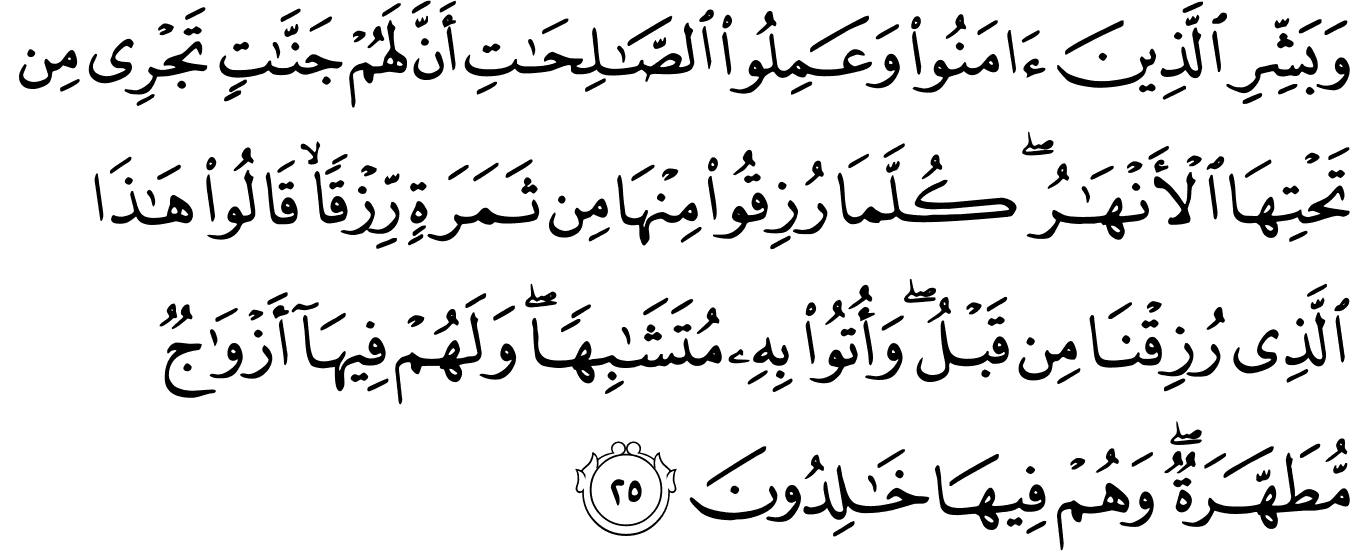 وَبَشِّرِ ٱلَّذِينَ ءَامَنُوا۟ وَعَمِلُوا۟ ٱلصَّـٰلِحَـٰتِ أَنَّ لَهُمْ جَنَّـٰتٍ تَجْرِى مِن
تَحْتِهَا ٱلْأَنْهَـٰرُ ۖ كُلَّمَا رُزِقُوا۟ مِنْهَا مِن ثَمَرَةٍ رِّزْقًا ۙ قَالُوا۟ هَـٰذَا
ٱلَّذِى رُزِقْنَا مِن قَبْلُ ۖ وَأُتُوا۟ بِهِۦ مُتَشَـٰبِهًا ۖ وَلَهُمْ فِيهَآ أَزْوَٰجٌ
مُّطَهَّرَةٌ ۖ وَهُمْ فِيهَا خَـٰلِدُونَ ٢٥